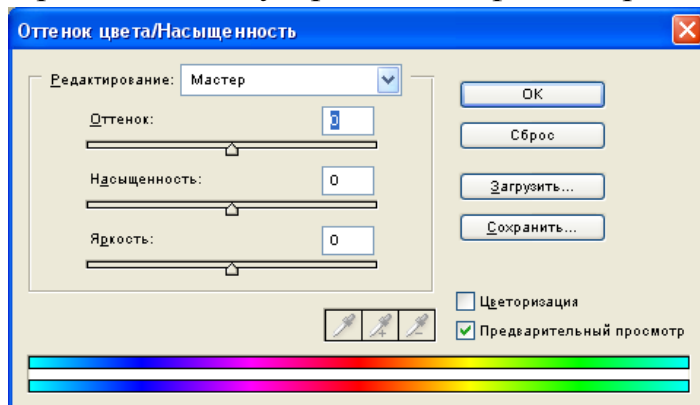 Оттенок цвета/Насыщенность
Редактирование: Мастер
Оттенок: 0
Насыщенность: 0
Яркость: 0
OK
Сброс
Загрузить...
Сохранить...
Цветоризация
Предварительный просмотр